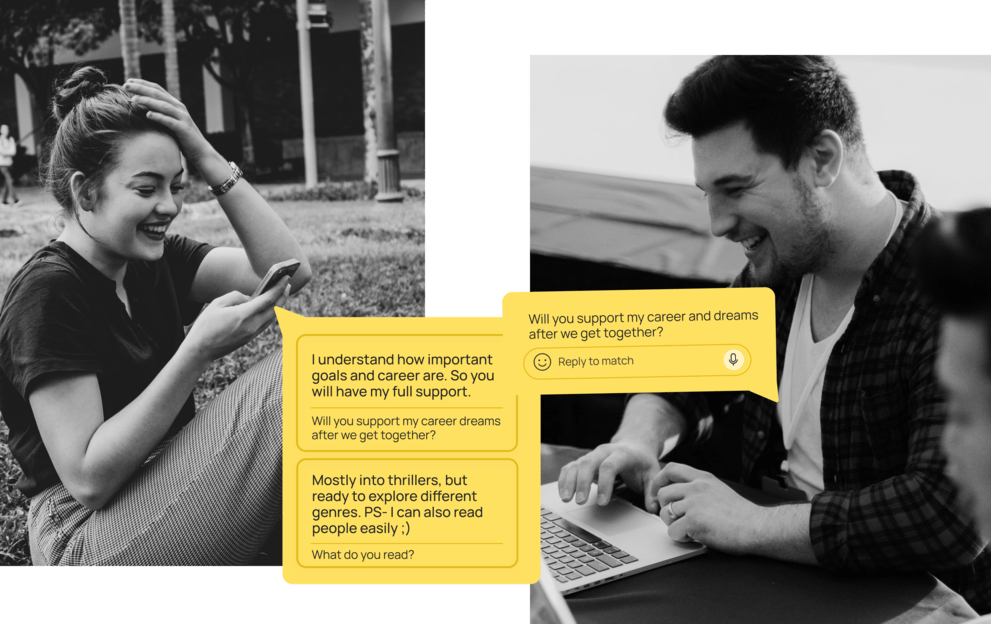 Will you support my career and dreams
after we get together?
Reply to match
I understand how important
goals and career are. So you
will have my full support.
Will you support my career dreams
after we get together?
Mostly into thrillers, but
ready to explore different
genres. PS- I can also read
people easily ;)
What do you read?